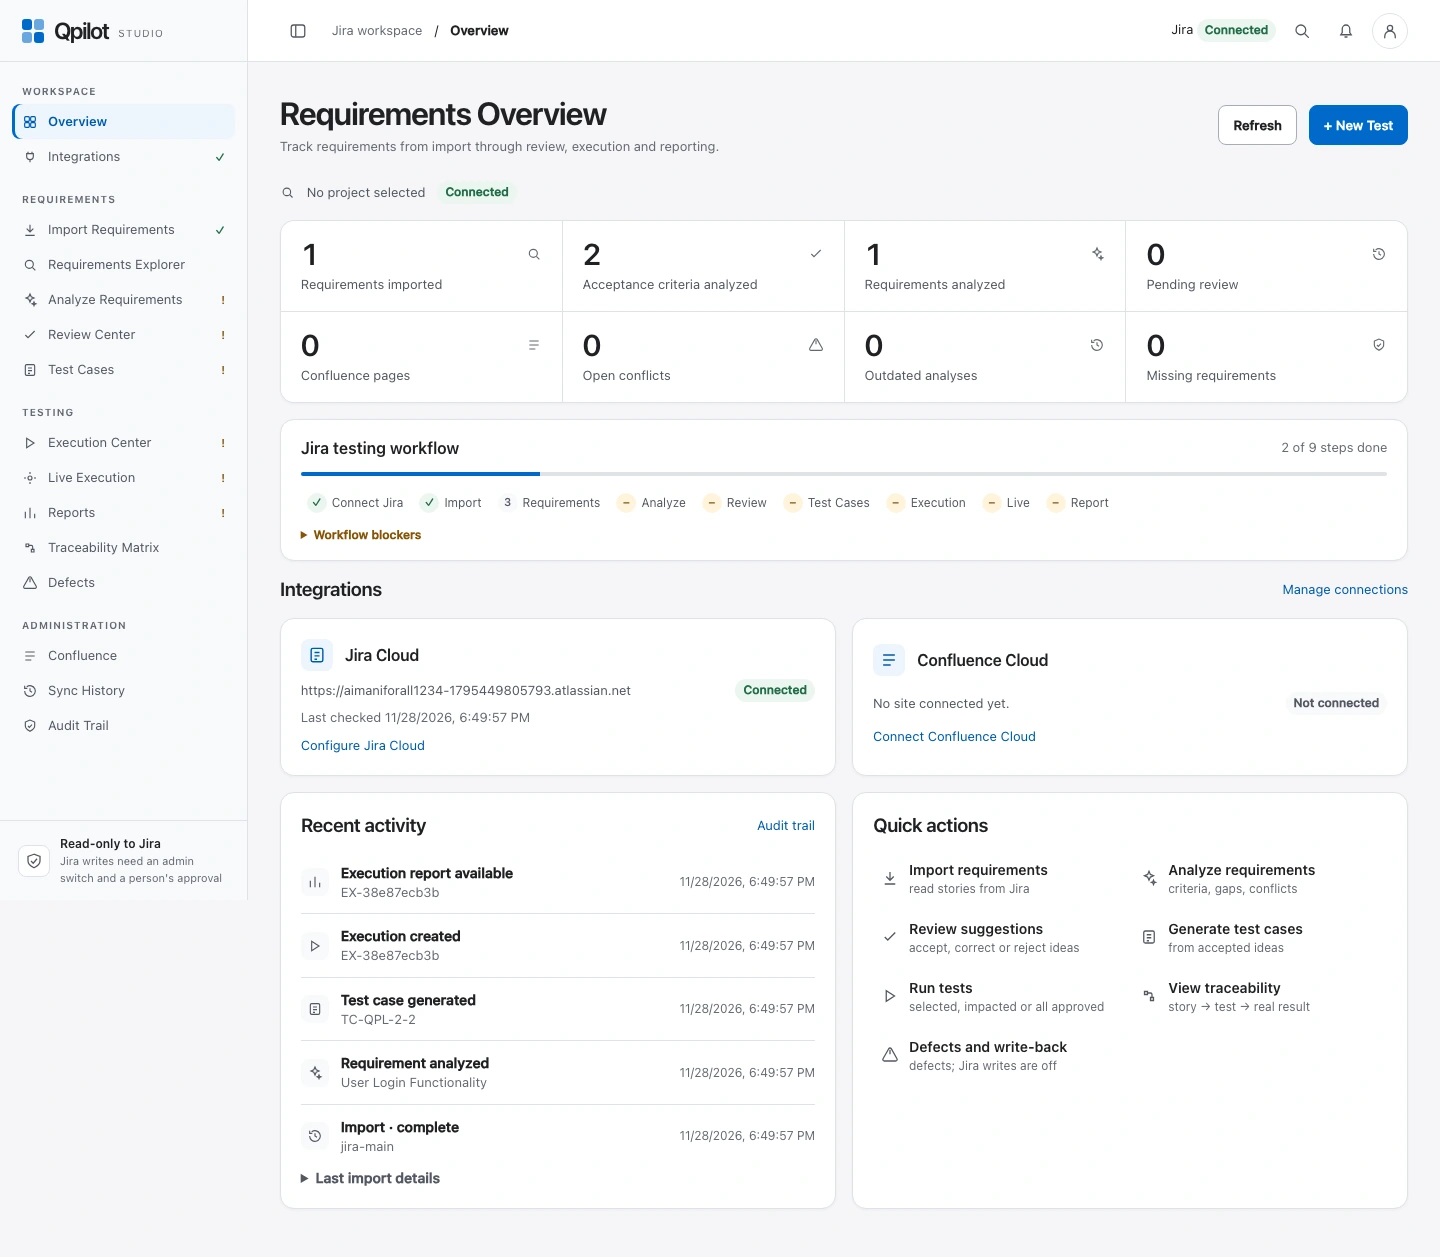 Qpilot STUDIO
Jira workspace / Overview
Jira Connected
WORKSPACE
Overview
Integrations
REQUIREMENTS
Import Requirements
Requirements Explorer
Analyze Requirements !
Review Center !
Test Cases !
TESTING
Execution Center !
Live Execution !
Reports !
Traceability Matrix
Defects
ADMINISTRATION
Confluence
Sync History
Audit Trail
Read-only to Jira
Jira writes need an admin
switch and a person's approval
Requirements Overview
Track requirements from import through review, execution and reporting.
Refresh
+ New Test
No project selected Connected
1
Requirements imported
2
Acceptance criteria analyzed
1
Requirements analyzed
0
Pending review
0
Confluence pages
0
Open conflicts
0
Outdated analyses
0
Missing requirements
Jira testing workflow
2 of 9 steps done
Connect Jira Import 3 Requirements – Analyze – Review – Test Cases – Execution – Live – Report
Workflow blockers
Integrations
Manage connections
Jira Cloud
https://aimaniforall1234-1795449805793.atlassian.net Connected
Last checked 11/28/2026, 6:49:57 PM
Configure Jira Cloud
Confluence Cloud
No site connected yet. Not connected
Connect Confluence Cloud
Recent activity
Audit trail
Execution report available
EX-38e87ecb3b
11/28/2026, 6:49:57 PM
Execution created
EX-38e87ecb3b
11/28/2026, 6:49:57 PM
Test case generated
TC-QPL-2-2
11/28/2026, 6:49:57 PM
Requirement analyzed
User Login Functionality
11/28/2026, 6:49:57 PM
Import · complete
jira-main
11/28/2026, 6:49:57 PM
Last import details
Quick actions
Import requirements
read stories from Jira
Analyze requirements
criteria, gaps, conflicts
Review suggestions
accept, correct or reject ideas
Generate test cases
from accepted ideas
Run tests
selected, impacted or all approved
View traceability
story → test → real result
Defects and write-back
defects; Jira writes are off